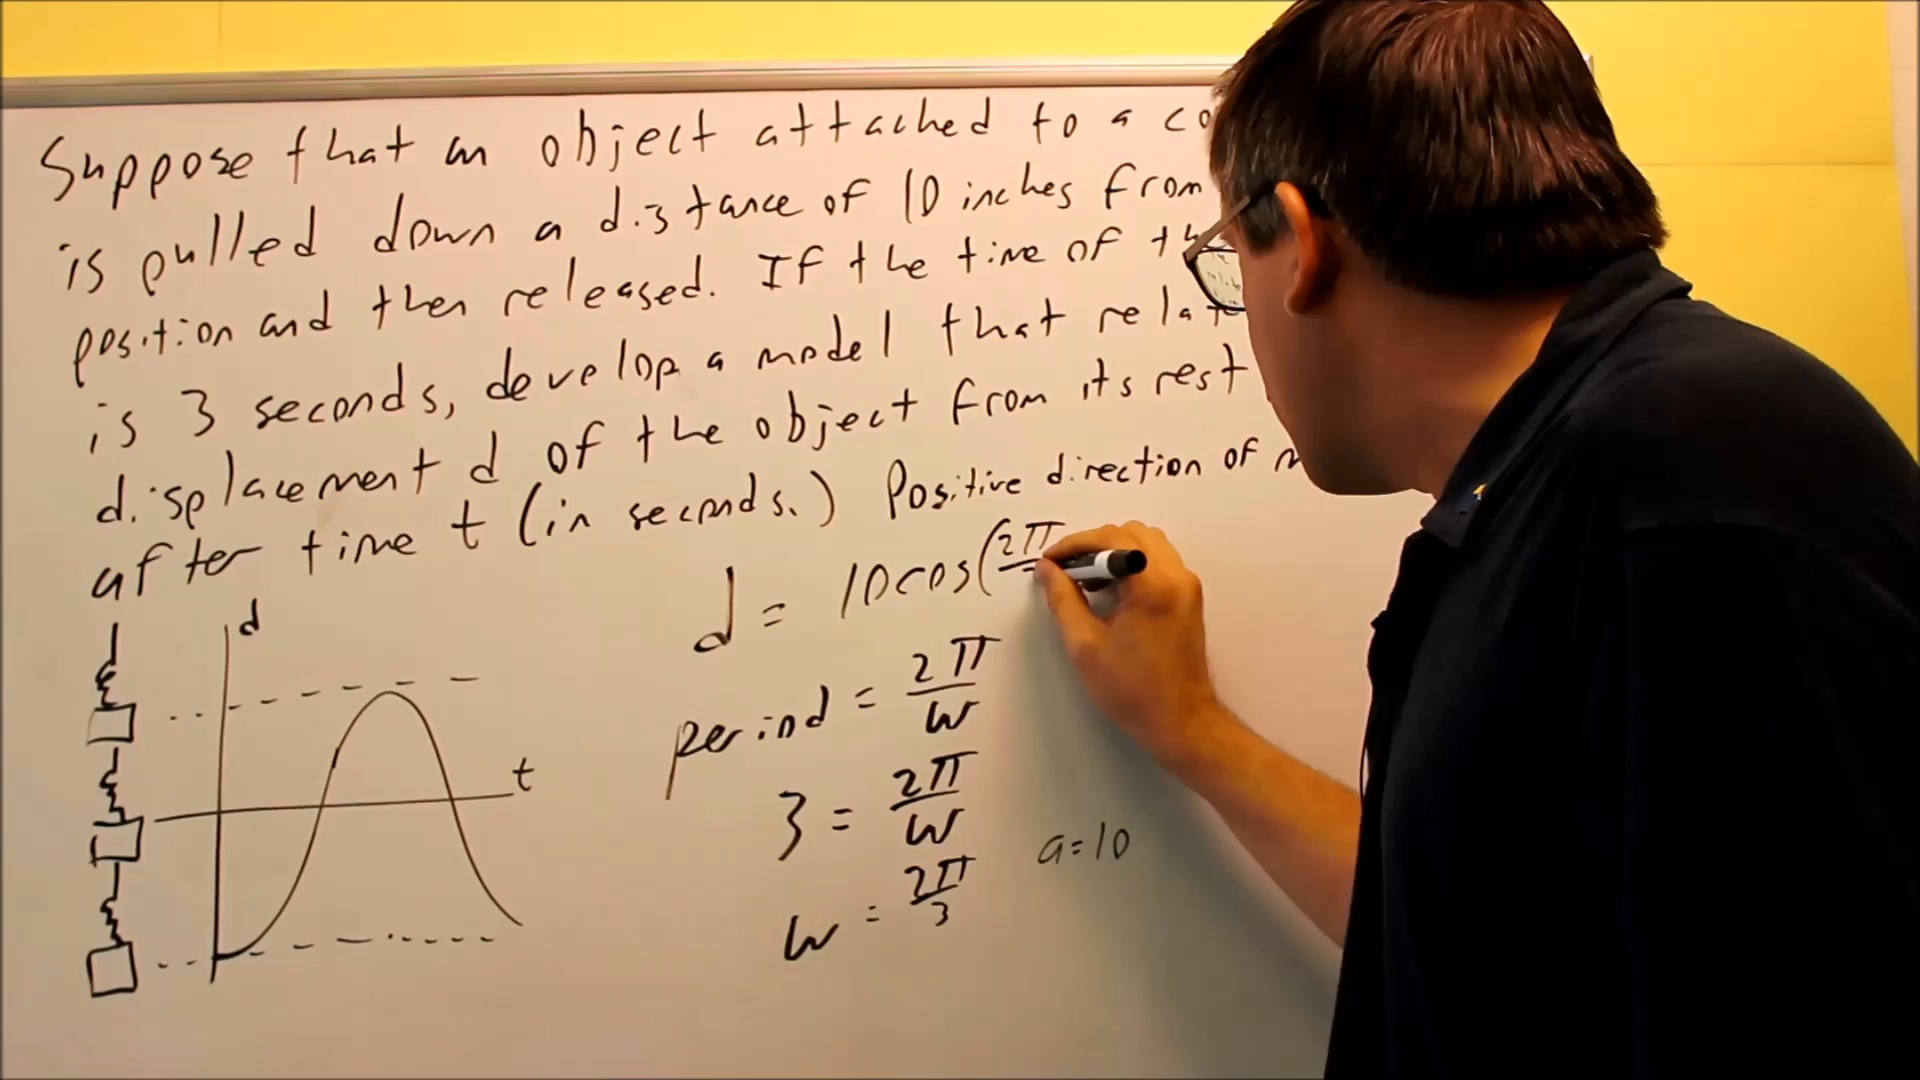 Suppose that an object attached to a
is pulled down a distance of 10 inches from
position and then released. If the time of
is 3 seconds, develop a model that
displacement d of the object from its rest
after time t (in seconds.) Positive direction of
d = 10cos(2π
period = 2π/w
3 = 2π/w
a=10
w = 2π/3
d
t